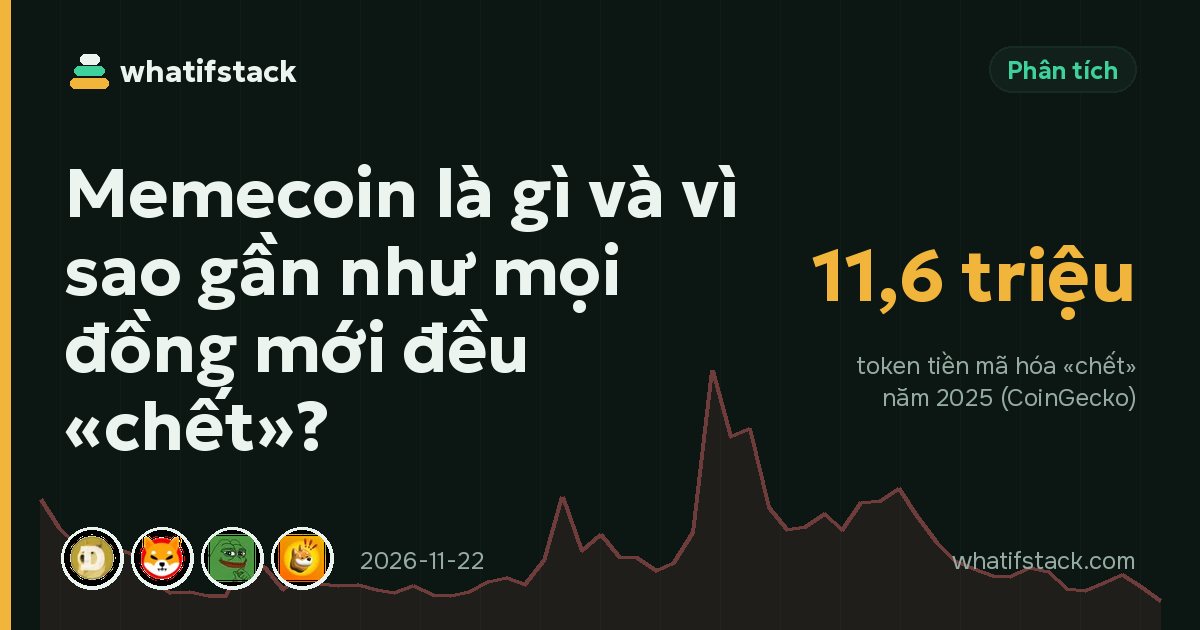 whatifstack
Phân tích
Memecoin là gì và vì
sao gần như mọi
đồng mới đều
«chết»?
11,6 triệu
token tiền mã hóa «chết»
năm 2025 (CoinGecko)
2026-11-22
whatifstack.com